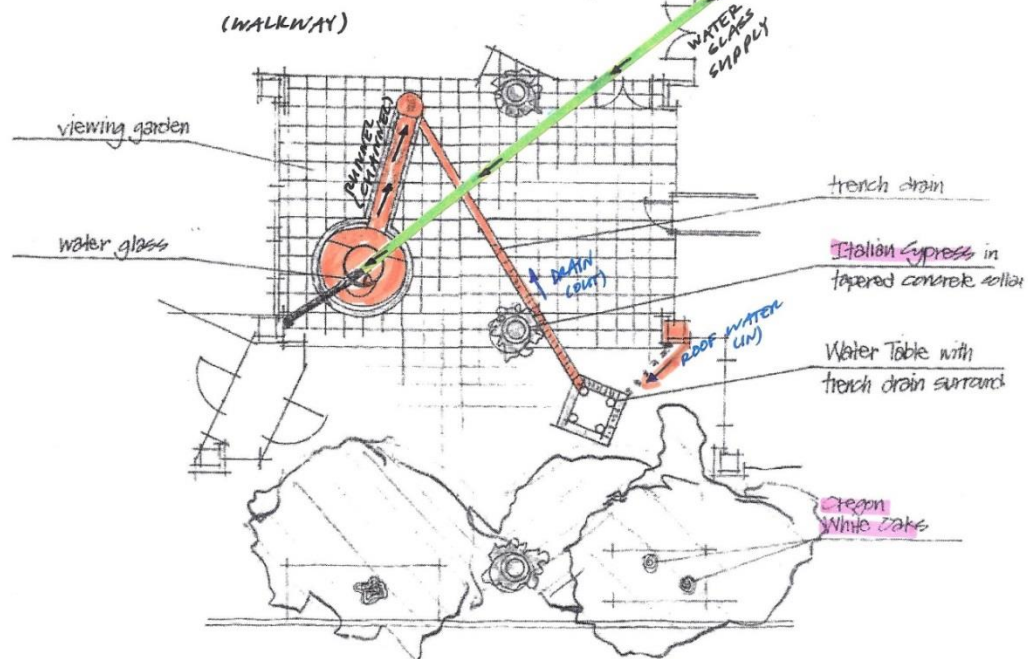 (WALKWAY)
WATER
GLASS
SUPPLY
viewing garden
RUNNEL
(CHANNEL)
trench drain
water glass
Italian Cypress in
tapered concrete collar
DRAIN
(OUT)
ROOF WATER
(IN)
Water Table with
trench drain surround
Oregon
White Oaks